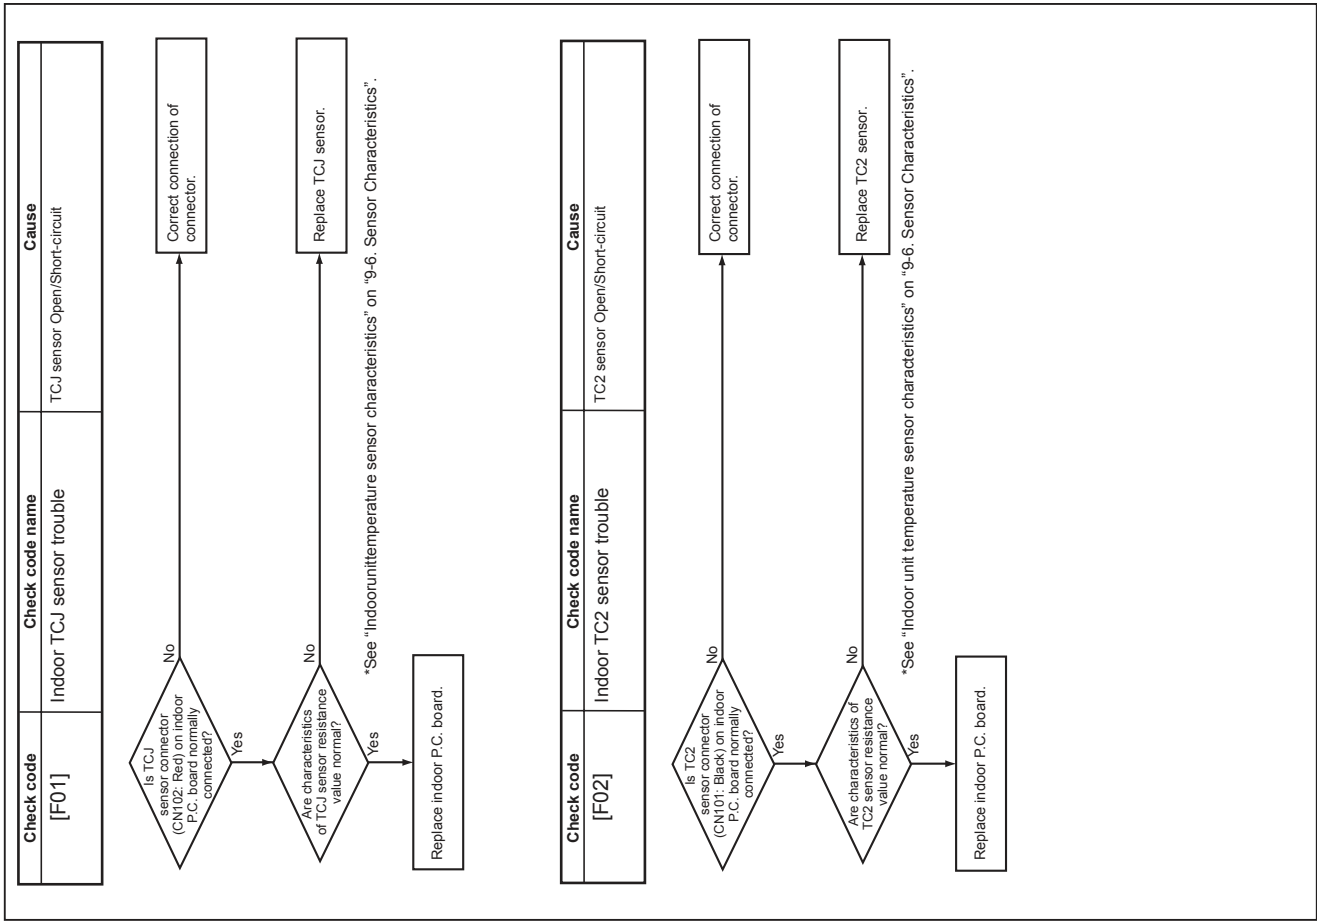 Check code
Check code name
Cause
[F01]
Indoor TCJ sensor trouble
TCJ sensor Open/Short-circuit
Is TCJ
sensor connector
(CN102: Red) on indoor
P.C. board normally
connected?
No
Correct connection of
connector.
Yes
Are characteristics
of TCJ sensor resistance
value normal?
No
Replace TCJ sensor.
*See “Indoorunittemperature sensor characteristics” on “9-6. Sensor Characteristics”.
Yes
Replace indoor P.C. board.
Check code
Check code name
Cause
[F02]
Indoor TC2 sensor trouble
TC2 sensor Open/Short-circuit
Is TC2
sensor connector
(CN101: Black) on indoor
P.C. board normally
connected?
No
Correct connection of
connector.
Yes
Are characteristics of
TC2 sensor resistance
value normal?
No
Replace TC2 sensor.
*See “Indoor unit temperature sensor characteristics” on “9-6. Sensor Characteristics”.
Yes
Replace indoor P.C. board.